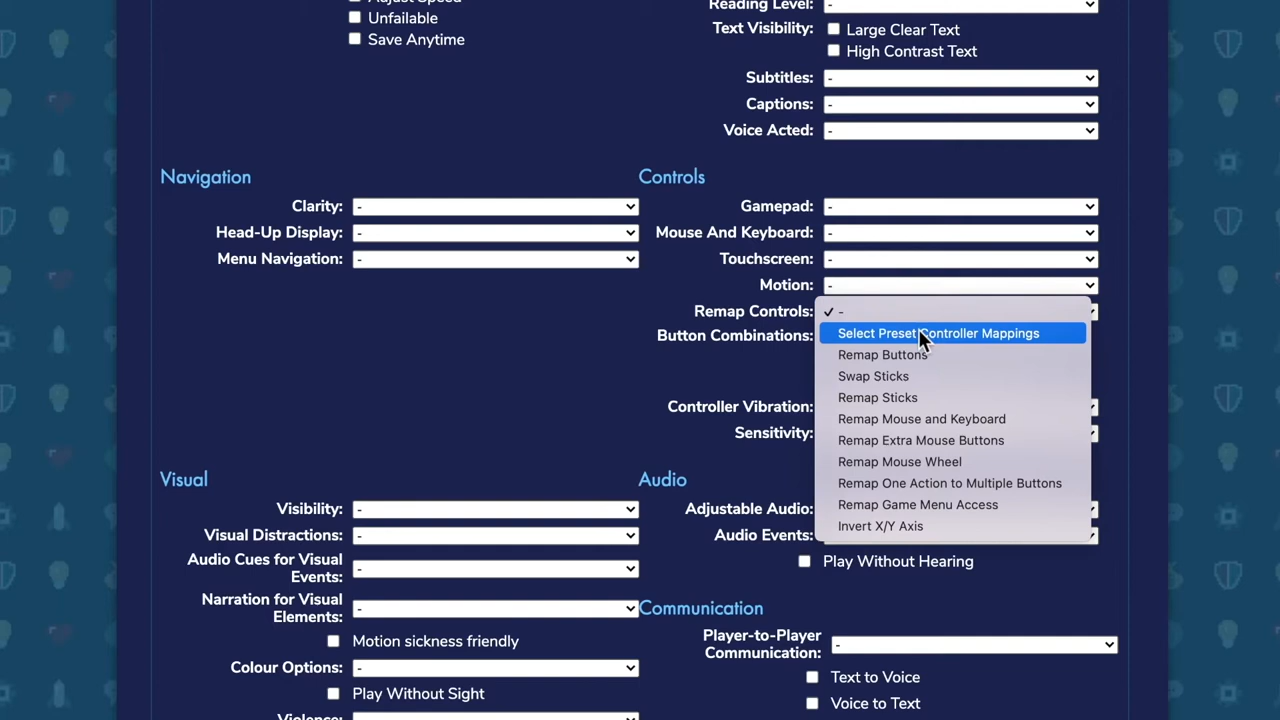 Adjust Speed
Unfailable
Save Anytime
Reading Level: -
Text Visibility: Large Clear Text
High Contrast Text
Subtitles: -
Captions: -
Voice Acted: -
Navigation
Clarity: -
Head-Up Display: -
Menu Navigation: -
Controls
Gamepad: -
Mouse And Keyboard: -
Touchscreen: -
Motion: -
Remap Controls: ✓ -
Select Preset Controller Mappings
Remap Buttons
Swap Sticks
Remap Sticks
Remap Mouse and Keyboard
Remap Extra Mouse Buttons
Remap Mouse Wheel
Remap One Action to Multiple Buttons
Remap Game Menu Access
Invert X/Y Axis
Button Combinations:
Controller Vibration:
Sensitivity:
Visual
Visibility: -
Visual Distractions: -
Audio Cues for Visual
Events: -
Narration for Visual
Elements: -
Motion sickness friendly
Colour Options: -
Play Without Sight
Violence:
Audio
Adjustable Audio:
Audio Events:
Play Without Hearing
Communication
Player-to-Player
Communication: -
Text to Voice
Voice to Text